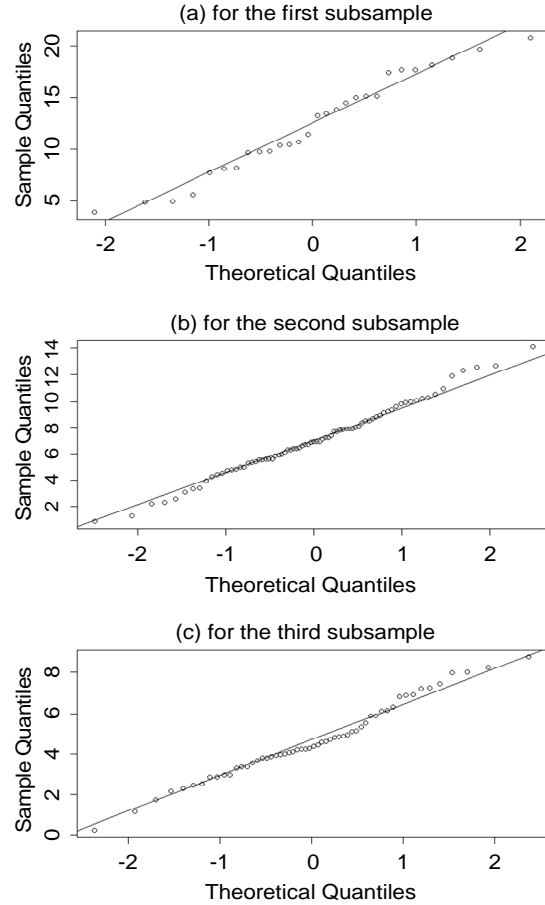 (a) for the first subsample
Sample Quantiles
20
15
10
5
-2 -1 0 1 2
Theoretical Quantiles
(b) for the second subsample
Sample Quantiles
14
12
10
8
6
4
2
-2 -1 0 1 2
Theoretical Quantiles
(c) for the third subsample
Sample Quantiles
8
6
4
2
0
-2 -1 0 1 2
Theoretical Quantiles